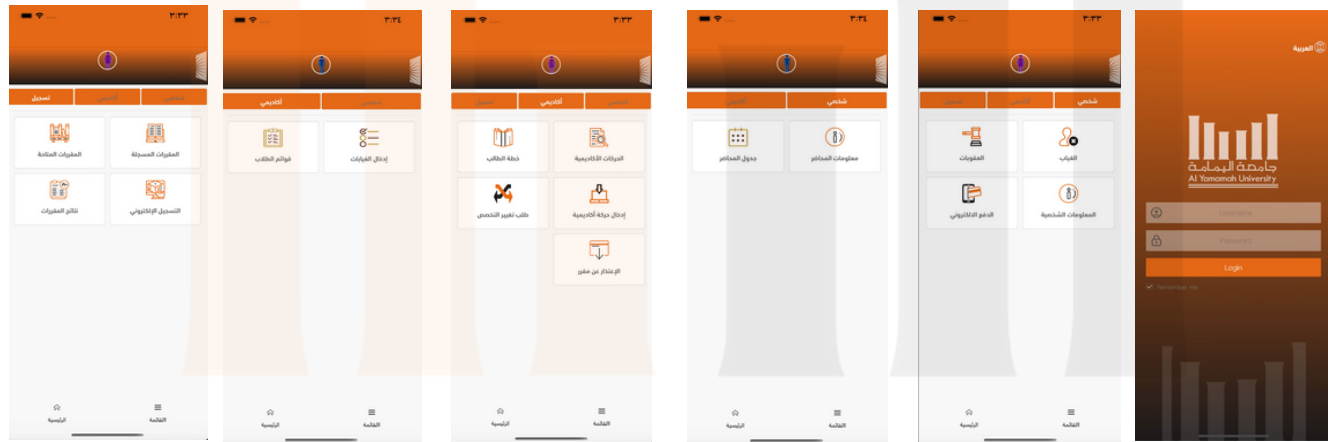 ٣:٣٣
شخصي
أكاديمي
تسجيل
المقررات المسجلة
المقررات المتاحة
التسجيل الإلكتروني
نتائج المقررات
القائمة
الرئيسية
٣:٣٤
شخصي
أكاديمي
إدخال الغيابات
قوائم الطلاب
القائمة
الرئيسية
٣:٣٣
شخصي
أكاديمي
تسجيل
الحركات الأكاديمية
خطة الطالب
إدخال حركة أكاديمية
طلب تغيير التخصص
الإعتذار عن مقرر
القائمة
الرئيسية
٣:٣٤
شخصي
أكاديمي
معلومات المحاضر
جدول المحاضر
القائمة
الرئيسية
٣:٣٣
شخصي
أكاديمي
تسجيل
الغياب
العقوبات
المعلومات الشخصية
الدفع الالكتروني
القائمة
الرئيسية
العربية
جامعة اليمامة
Al Yamamah University
Username
Password
Login
Remember me